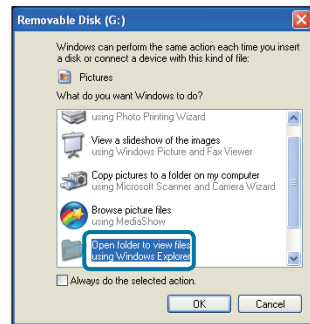 Removable Disk (G:)
Windows can perform the same action each time you insert
a disk or connect a device with this kind of file:
Pictures
What do you want Windows to do?
using Photo Printing Wizard
View a slideshow of the images
using Windows Picture and Fax Viewer
Copy pictures to a folder on my computer
using Microsoft Scanner and Camera Wizard
Browse picture files
using MediaShow
Open folder to view files
using Windows Explorer
Always do the selected action.
OK
Cancel